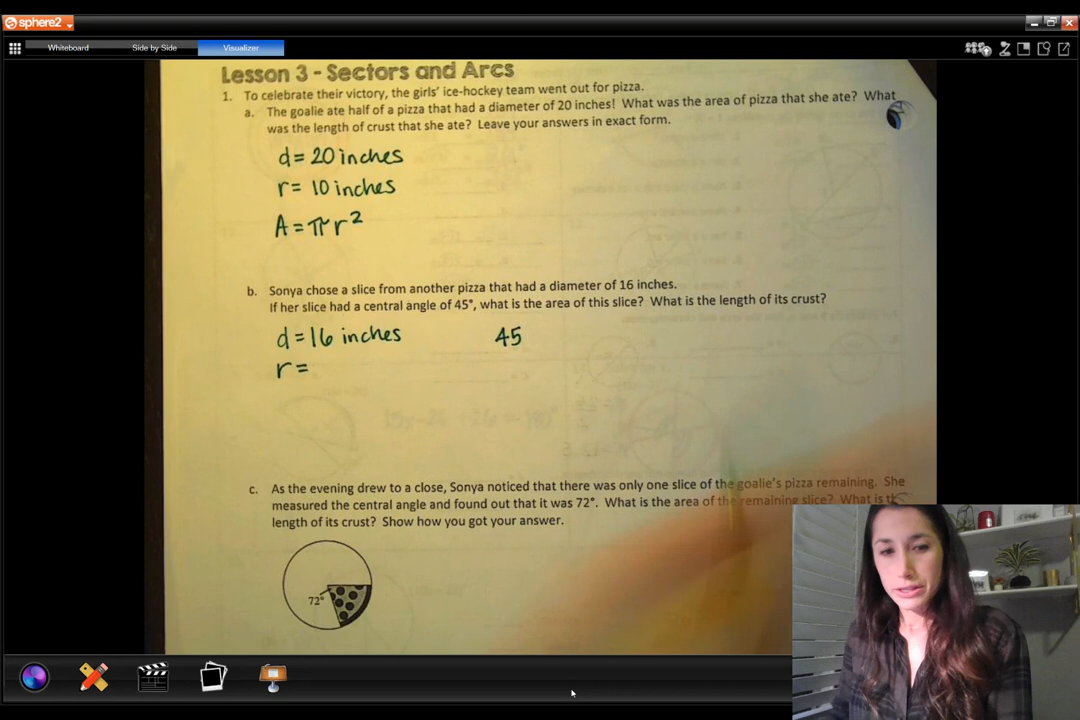 sphere2
Whiteboard Side by Side Visualizer
Lesson 3 - Sectors and Arcs
1. To celebrate their victory, the girls' ice-hockey team went out for pizza.
a. The goalie ate half of a pizza that had a diameter of 20 inches! What was the area of pizza that she ate? What
was the length of crust that she ate? Leave your answers in exact form.
d = 20 inches
r = 10 inches
A = πr²
b. Sonya chose a slice from another pizza that had a diameter of 16 inches.
If her slice had a central angle of 45°, what is the area of this slice? What is the length of its crust?
d = 16 inches 45
r =
c. As the evening drew to a close, Sonya noticed that there was only one slice of the goalie's pizza remaining. She
measured the central angle and found out that it was 72°. What is the area of the remaining slice? What is
length of its crust? Show how you got your answer.
72°